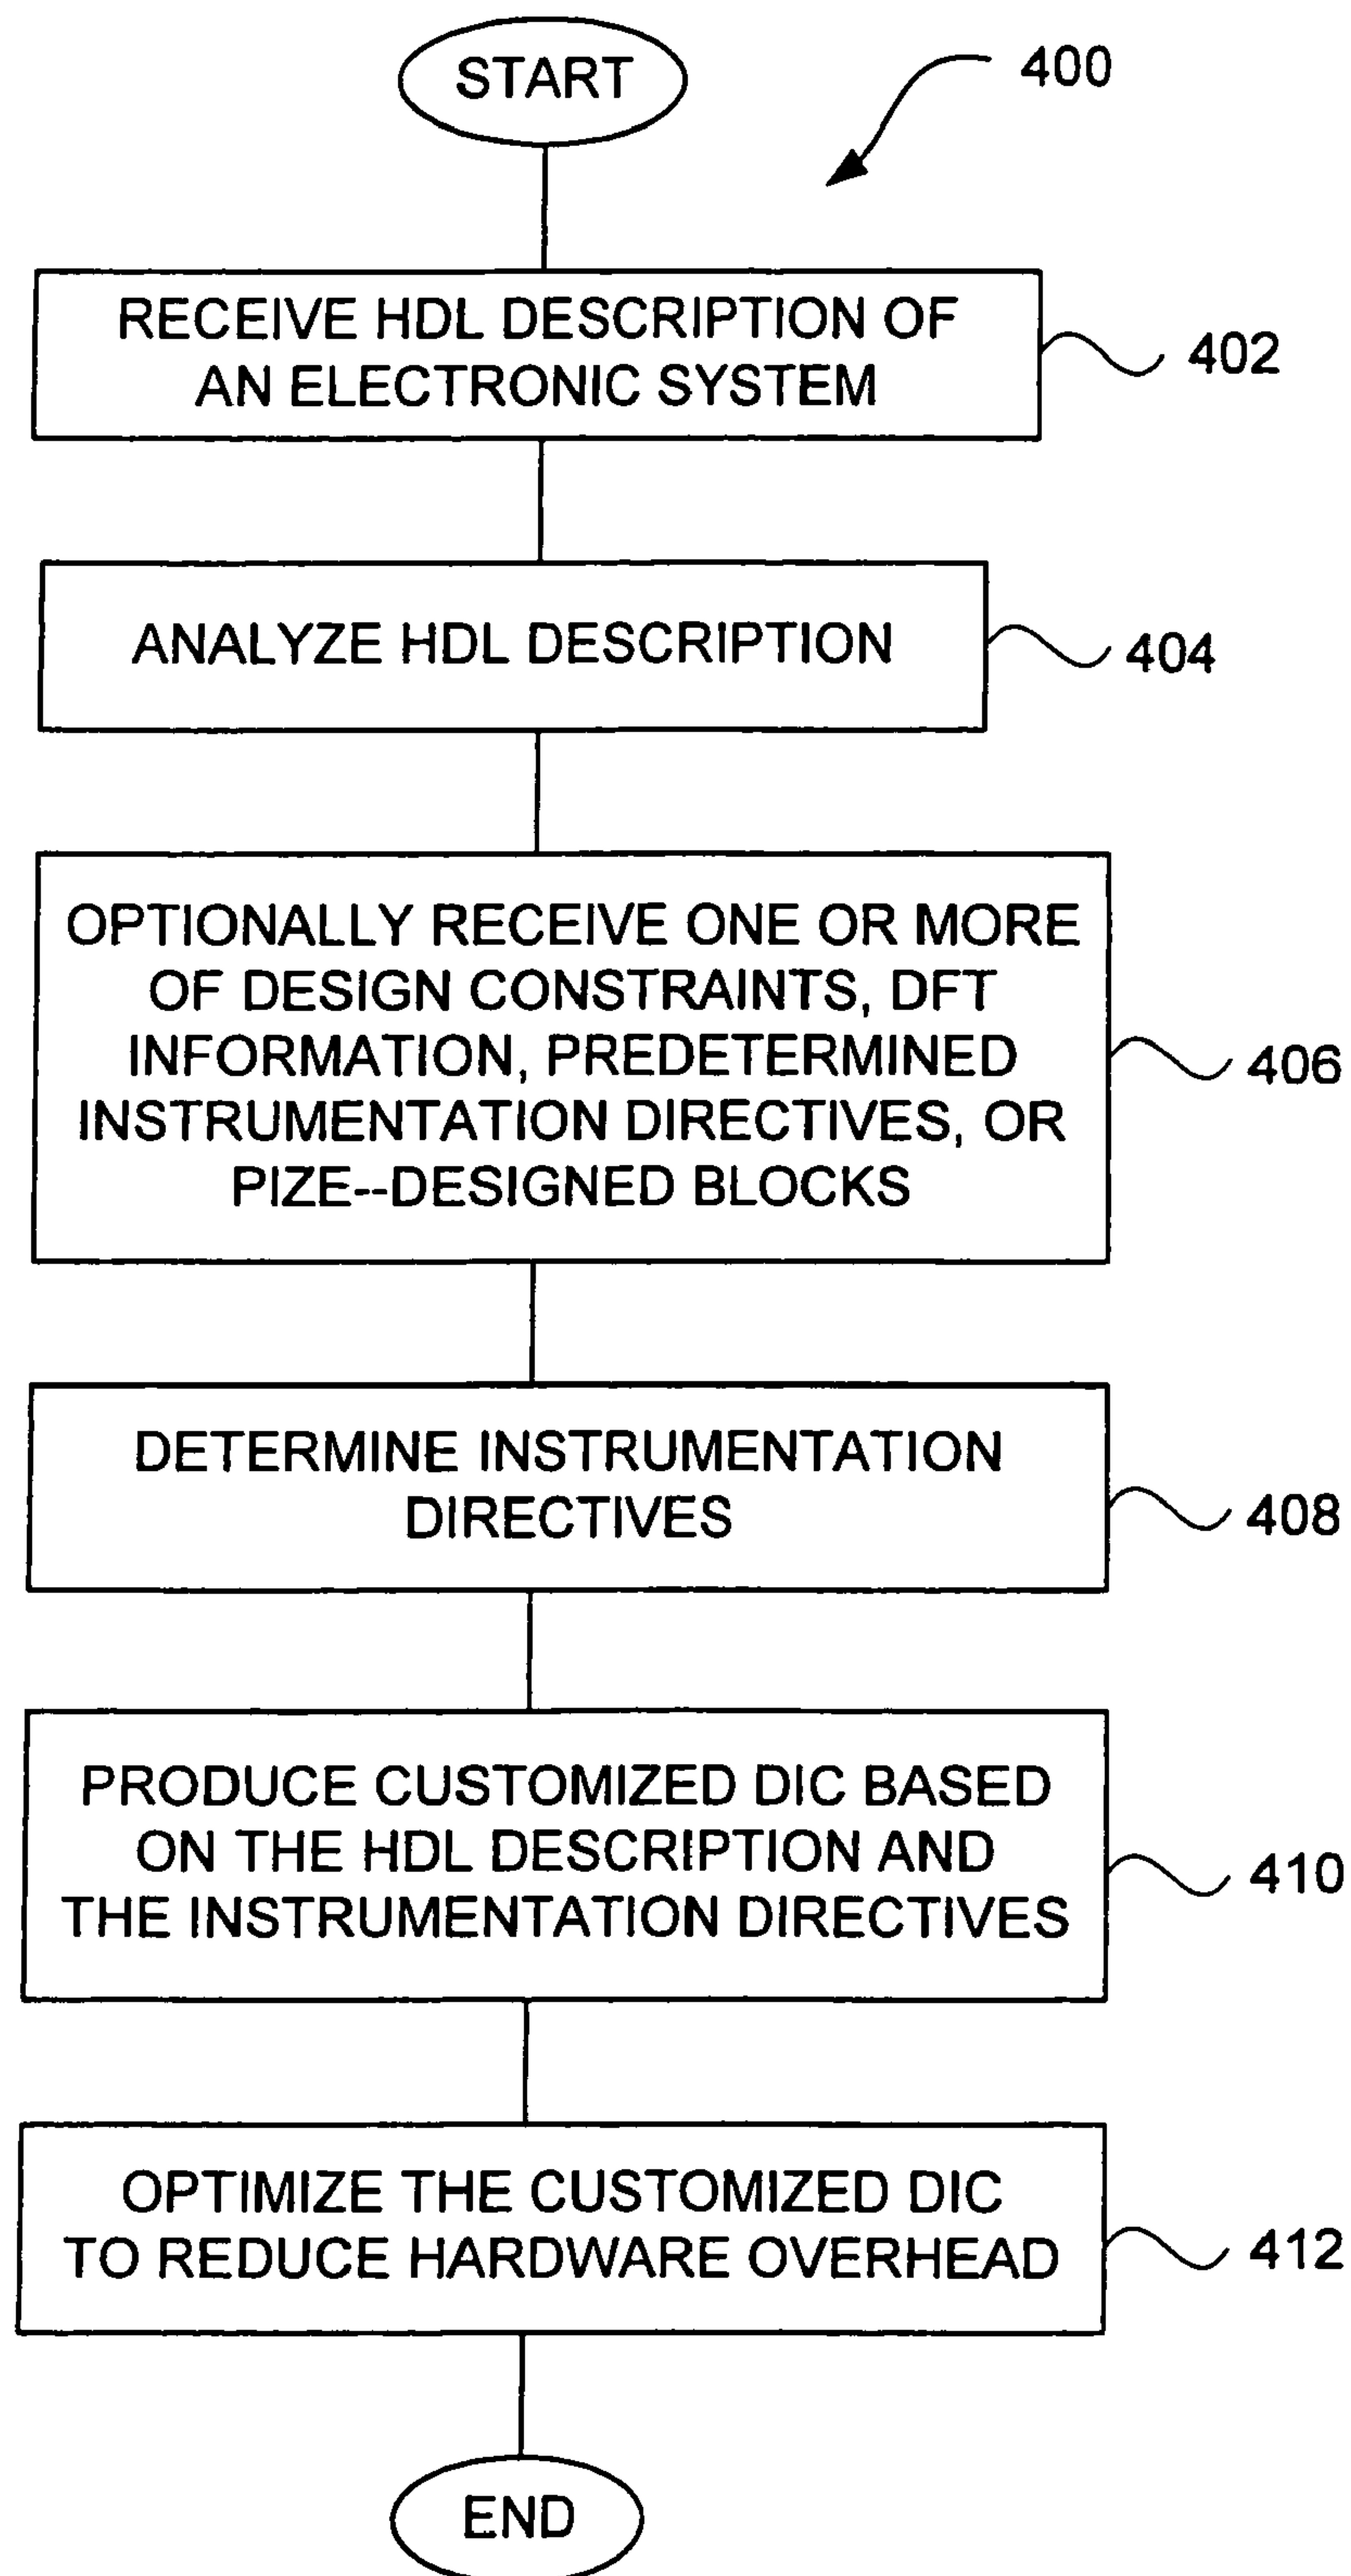 START
400
RECEIVE HDL DESCRIPTION OF
AN ELECTRONIC SYSTEM
402
ANALYZE HDL DESCRIPTION
404
OPTIONALLY RECEIVE ONE OR MORE
OF DESIGN CONSTRAINTS, DFT
INFORMATION, PREDETERMINED
INSTRUMENTATION DIRECTIVES, OR
PIZE--DESIGNED BLOCKS
406
DETERMINE INSTRUMENTATION
DIRECTIVES
408
PRODUCE CUSTOMIZED DIC BASED
ON THE HDL DESCRIPTION AND
THE INSTRUMENTATION DIRECTIVES
410
OPTIMIZE THE CUSTOMIZED DIC
TO REDUCE HARDWARE OVERHEAD
412
END